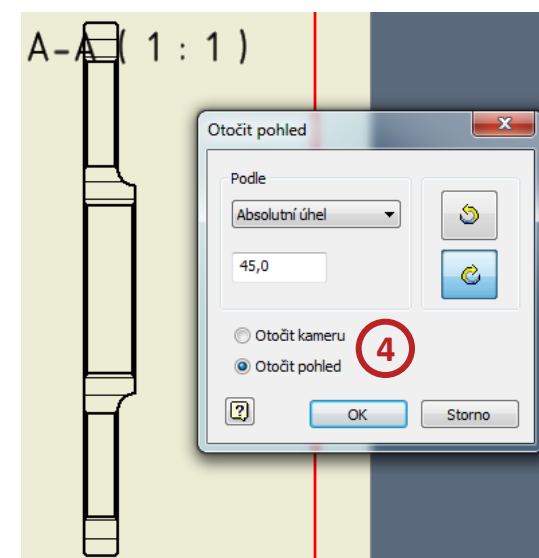 A-A ( 1 : 1 )
Otočit pohled
Podle
Absolutní úhel
45,0
Otočit kameru
4
Otočit pohled
OK
Storno